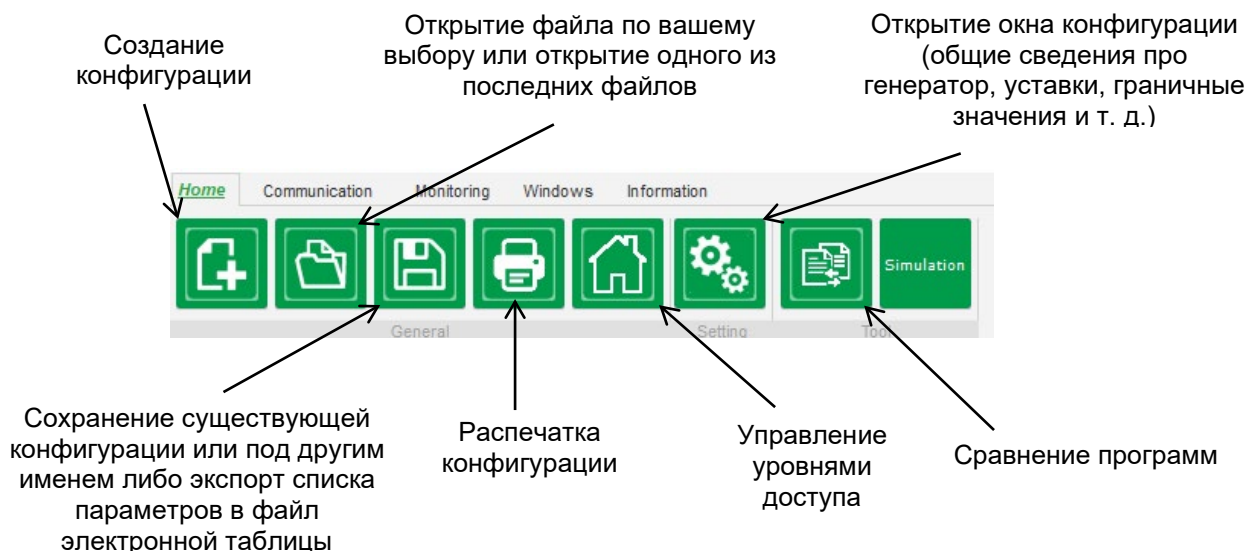 Создание
конфигурации
Открытие файла по вашему
выбору или открытие одного из
последних файлов
Открытие окна конфигурации
(общие сведения про
генератор, уставки, граничные
значения и т. д.)
Home Communication Monitoring Windows Information
Simulation
General Setting Tool
Сохранение существующей
конфигурации или под другим
именем либо экспорт списка
параметров в файл
электронной таблицы
Распечатка
конфигурации
Управление
уровнями
доступа
Сравнение программ